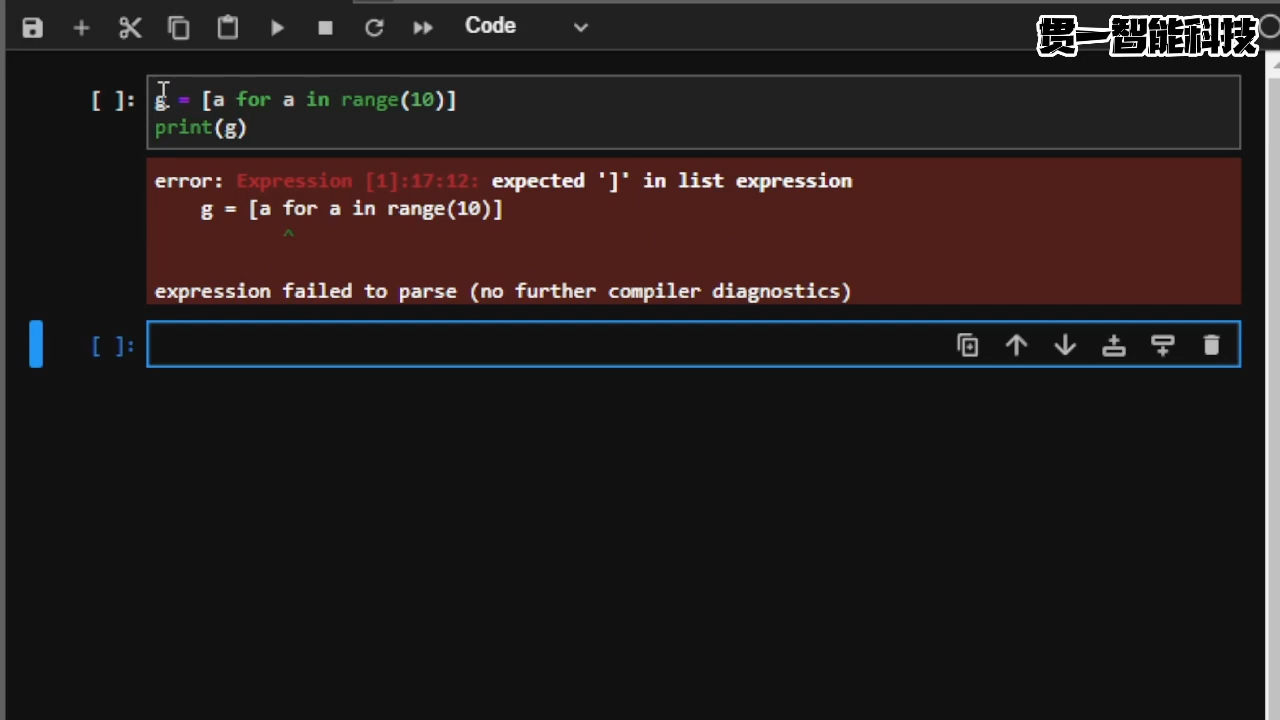 Code
贯一智能科技
[ ]: g = [a for a in range(10)]
print(g)
error: Expression [1]:17:12: expected ']' in list expression
g = [a for a in range(10)]
^
expression failed to parse (no further compiler diagnostics)
[ ]: